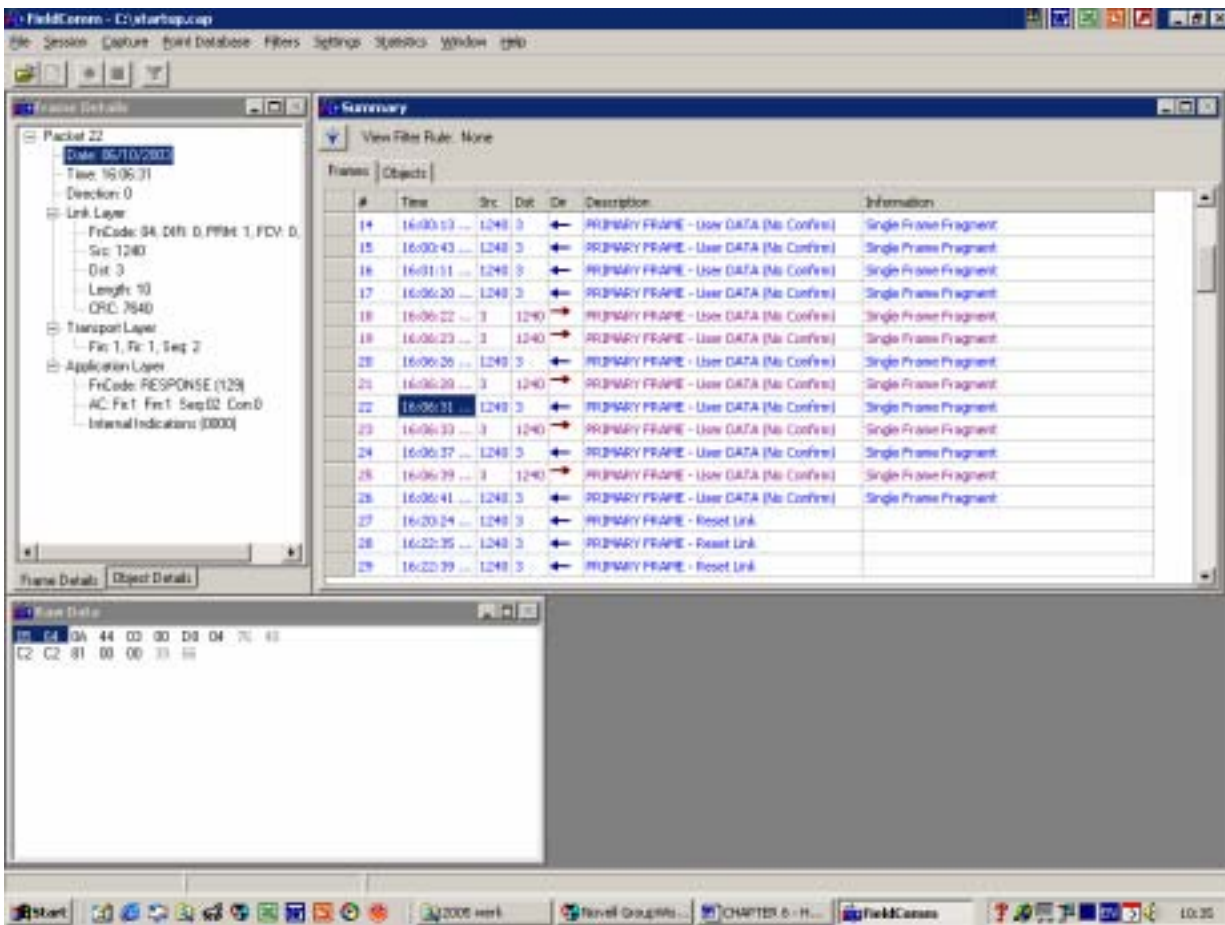 FieldComm - C:\startup.cap
File Session Capture Point Database Filters Settings Statistics Window Help
Frame Details
Packet 22
Date: 06/10/2003
Time: 16:06:31
Direction: 0
Link Layer
FnCode: 04, DIR: 0, PRM: 1, FCV: 0,
Src: 1240
Dst: 3
Length: 10
CRC: 7640
Transport Layer
Fin: 1, Fir: 1, Seq: 2
Application Layer
FnCode: RESPONSE (129)
AC: Fir:1 Fin:1 Seq:02 Con:0
Internal Indications: (0000)
Frame Details Object Details
Summary
View Filter Rule: None
Frames Objects
# Time Src Dst Dir Description Information
14 16:00:13 ... 1240 3 PRIMARY FRAME - User DATA (No Confirm) Single Frame Fragment
15 16:00:43 ... 1240 3 PRIMARY FRAME - User DATA (No Confirm) Single Frame Fragment
16 16:01:11 ... 1240 3 PRIMARY FRAME - User DATA (No Confirm) Single Frame Fragment
17 16:06:20 ... 1240 3 PRIMARY FRAME - User DATA (No Confirm) Single Frame Fragment
18 16:06:22 ... 3 1240 PRIMARY FRAME - User DATA (No Confirm) Single Frame Fragment
19 16:06:23 ... 3 1240 PRIMARY FRAME - User DATA (No Confirm) Single Frame Fragment
20 16:06:26 ... 1240 3 PRIMARY FRAME - User DATA (No Confirm) Single Frame Fragment
21 16:06:28 ... 3 1240 PRIMARY FRAME - User DATA (No Confirm) Single Frame Fragment
22 16:06:31 ... 1240 3 PRIMARY FRAME - User DATA (No Confirm) Single Frame Fragment
23 16:06:33 ... 3 1240 PRIMARY FRAME - User DATA (No Confirm) Single Frame Fragment
24 16:06:37 ... 1240 3 PRIMARY FRAME - User DATA (No Confirm) Single Frame Fragment
25 16:06:39 ... 3 1240 PRIMARY FRAME - User DATA (No Confirm) Single Frame Fragment
26 16:06:41 ... 1240 3 PRIMARY FRAME - User DATA (No Confirm) Single Frame Fragment
27 16:20:24 ... 1240 3 PRIMARY FRAME - Reset Link
28 16:22:35 ... 1240 3 PRIMARY FRAME - Reset Link
29 16:22:39 ... 1240 3 PRIMARY FRAME - Reset Link
Raw Data
05 64 0A 44 03 00 D8 04 76 40
C2 C2 81 00 00
Start 2005 work Novell GroupWis... CHAPTER 6 - H... FieldComm EN 10:35